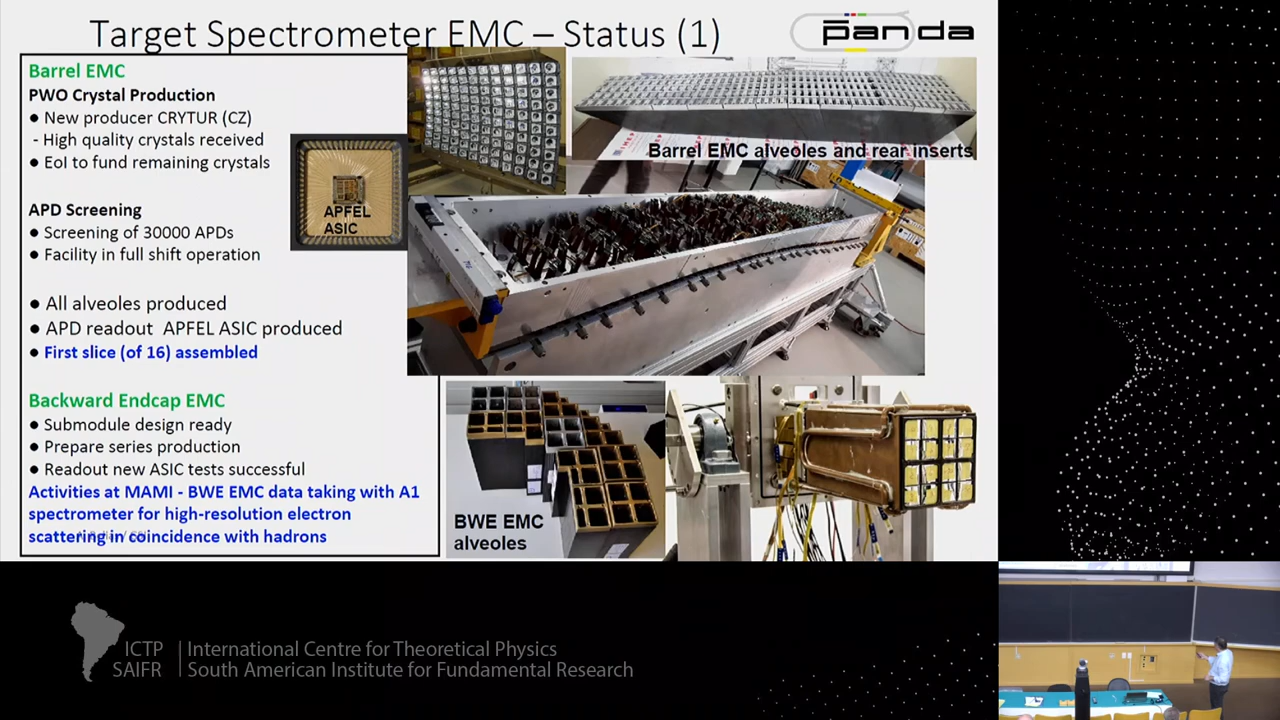 Target Spectrometer EMC – Status (1)
panda
Barrel EMC
PWO Crystal Production
● New producer CRYTUR (CZ)
- High quality crystals received
● EoI to fund remaining crystals
APD Screening
● Screening of 30000 APDs
● Facility in full shift operation
● All alveoles produced
● APD readout APFEL ASIC produced
● First slice (of 16) assembled
Backward Endcap EMC
● Submodule design ready
● Prepare series production
● Readout new ASIC tests successful
Activities at MAMI - BWE EMC data taking with A1
spectrometer for high-resolution electron
scattering in coincidence with hadrons
APFEL
ASIC
Barrel EMC alveoles and rear inserts
BWE EMC
alveoles
ICTP
SAIFR
International Centre for Theoretical Physics
South American Institute for Fundamental Research